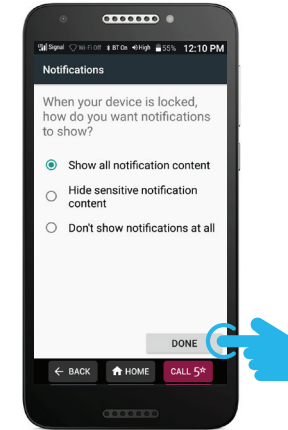 Signal Wi-Fi Off BT On High 55% 12:10 PM
Notifications
When your device is locked,
how do you want notifications
to show?
Show all notification content
Hide sensitive notification
content
Don't show notifications at all
DONE
BACK HOME CALL 5☆